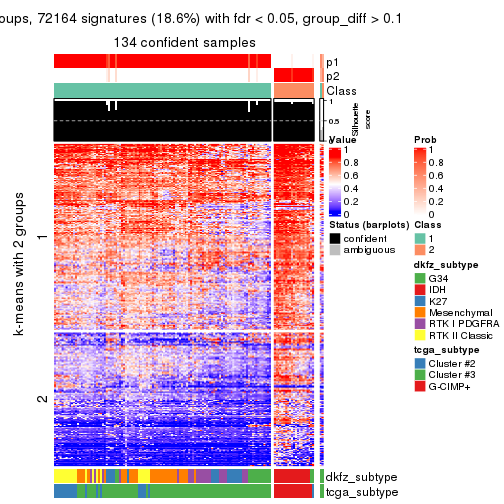 oups, 72164 signatures (18.6%) with fdr < 0.05, group_diff > 0.1
134 confident samples
p1
p2
Class
1
0.5
0
Silhouette
score
k-means with 2 groups
1
2
Value
1
0.8
0.6
0.4
0.2
0
Prob
1
0.8
0.6
0.4
0.2
0
Status (barplots)
confident
ambiguous
Class
1
2
dkfz_subtype
G34
IDH
K27
Mesenchymal
RTK I PDGFRA
RTK II Classic
tcga_subtype
Cluster #2
Cluster #3
G-CIMP+
dkfz_subtype
tcga_subtype